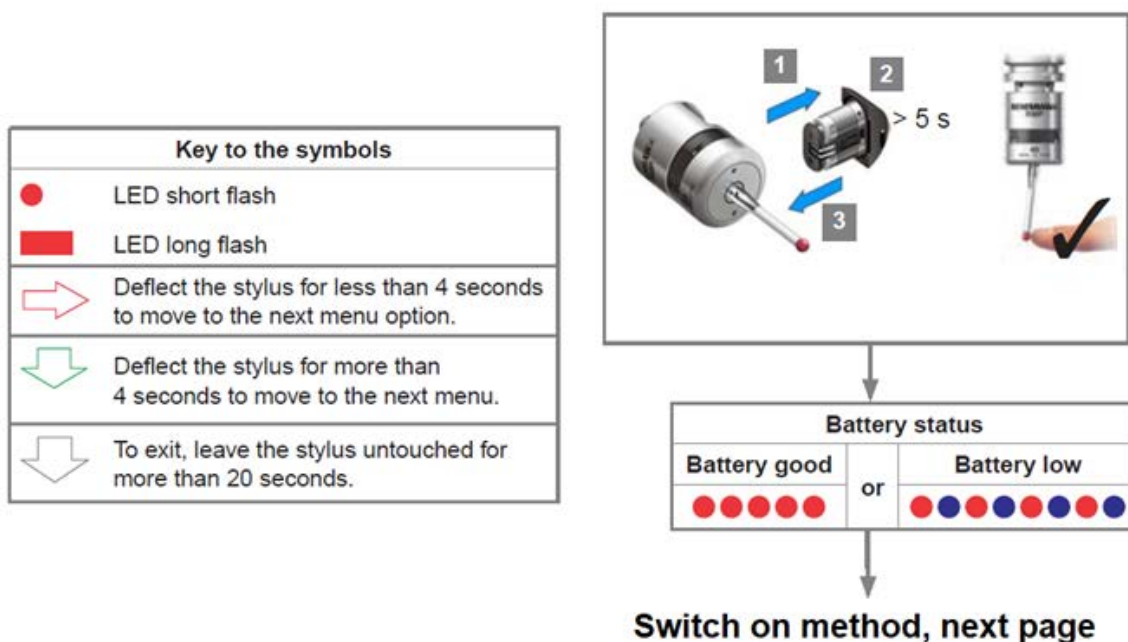 Key to the symbols
LED short flash
LED long flash
Deflect the stylus for less than 4 seconds
to move to the next menu option.
Deflect the stylus for more than
4 seconds to move to the next menu.
To exit, leave the stylus untouched for
more than 20 seconds.
1
2
> 5 s
3
RENISHAW
Battery status
Battery good
or
Battery low
Switch on method, next page